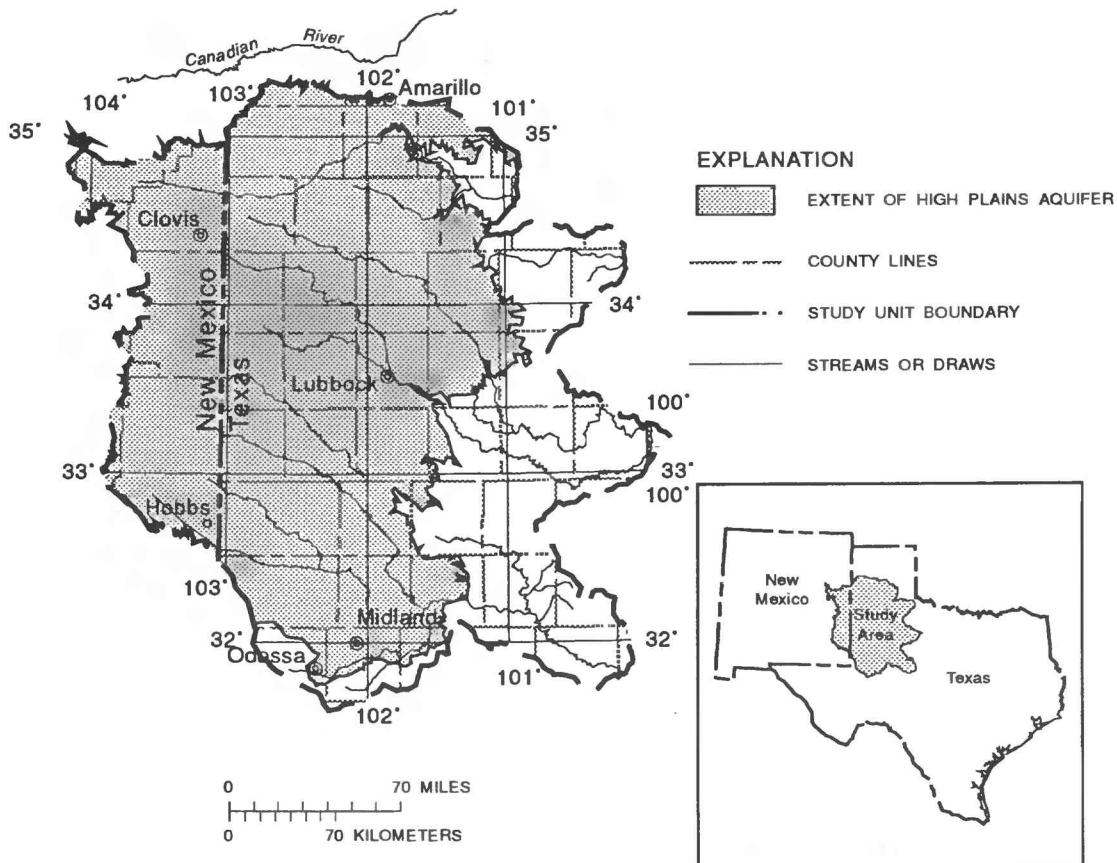 Canadian River
104°
103°
102°
Amarillo
101°
35°
35°
Clovis
34°
34°
New Mexico
Texas
Lubbock
100°
33°
33°
100°
Hobbs
103°
Midland
32°
32°
Odessa
101°
102°
0 70 MILES
0 70 KILOMETERS
EXPLANATION
EXTENT OF HIGH PLAINS AQUIFER
COUNTY LINES
STUDY UNIT BOUNDARY
STREAMS OR DRAWS
New
Mexico
Study
Area
Texas